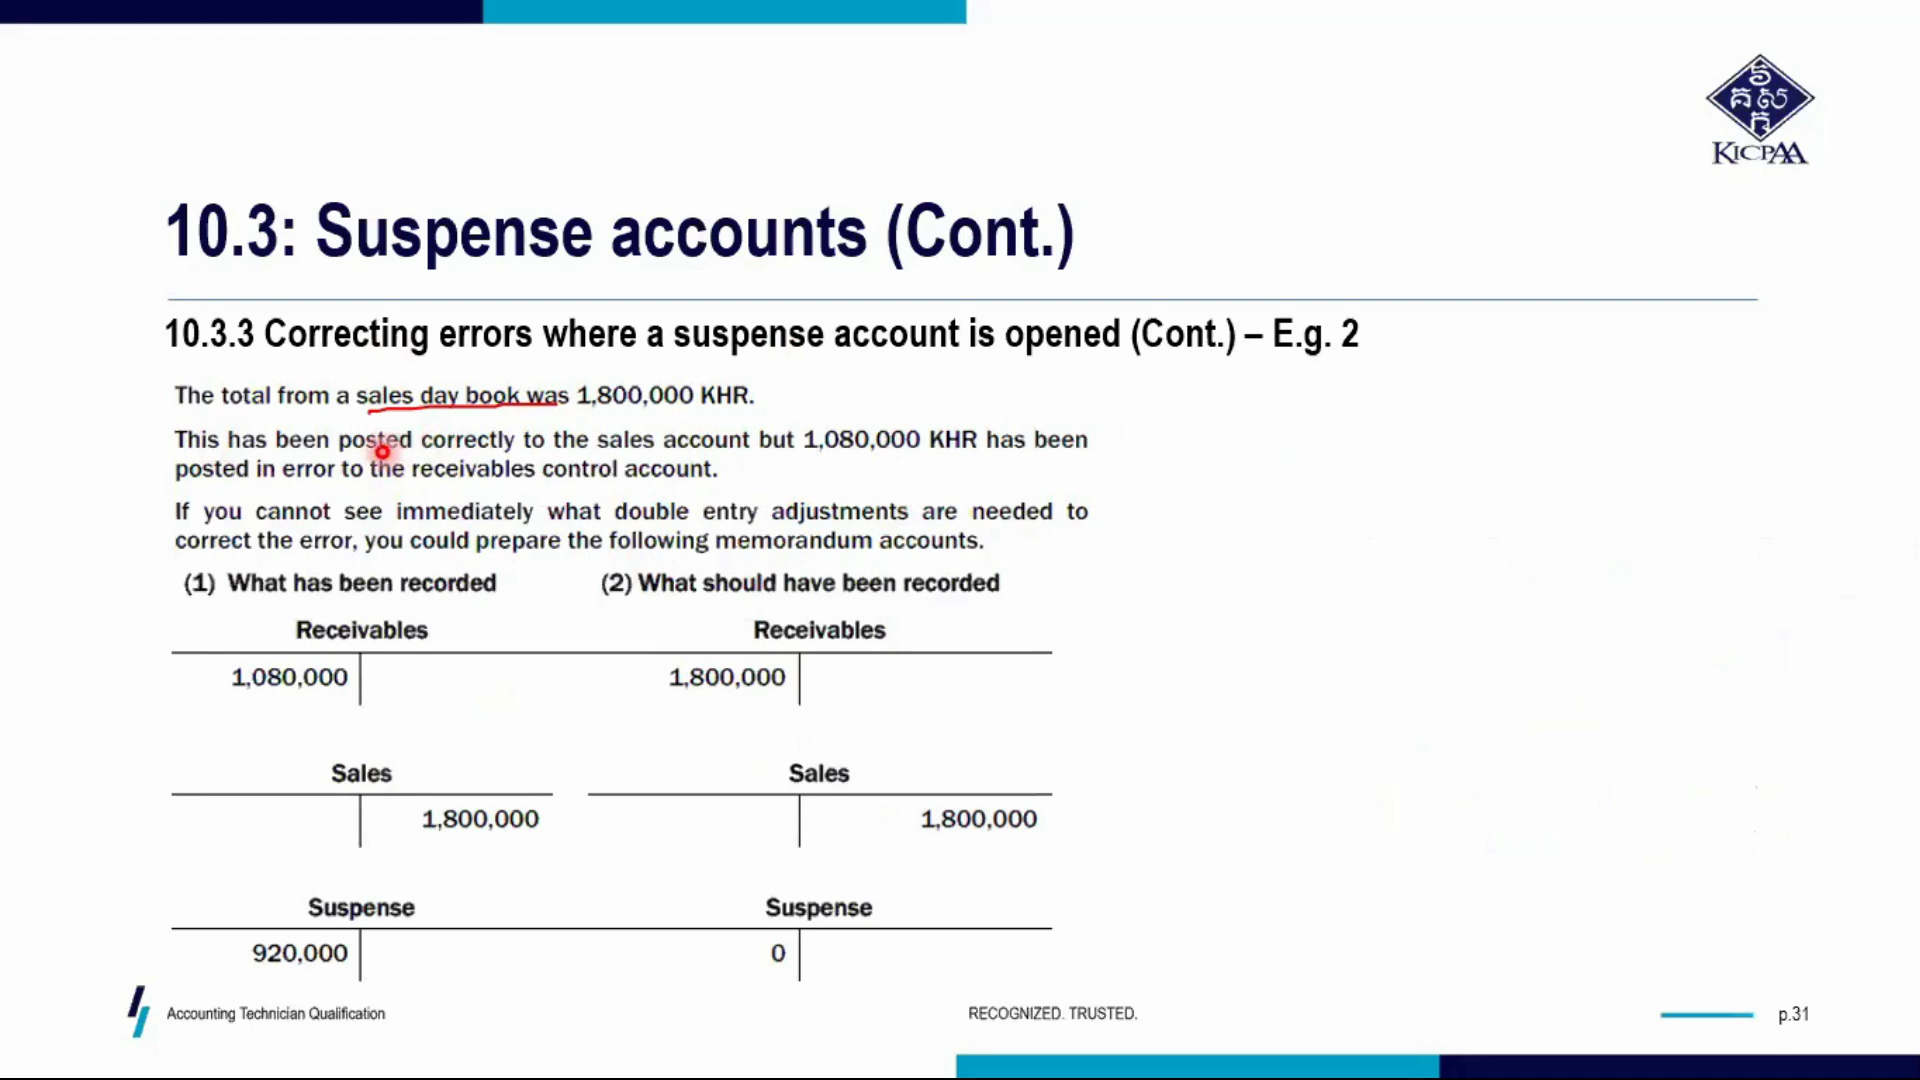 វិ
គ ស
ក
KICPAA
10.3: Suspense accounts (Cont.)
10.3.3 Correcting errors where a suspense account is opened (Cont.) – E.g. 2
The total from a sales day book was 1,800,000 KHR.
This has been posted correctly to the sales account but 1,080,000 KHR has been
posted in error to the receivables control account.
If you cannot see immediately what double entry adjustments are needed to
correct the error, you could prepare the following memorandum accounts.
(1) What has been recorded (2) What should have been recorded
Receivables Receivables
1,080,000 1,800,000
Sales Sales
1,800,000 1,800,000
Suspense Suspense
920,000 0
Accounting Technician Qualification RECOGNIZED. TRUSTED. p.31